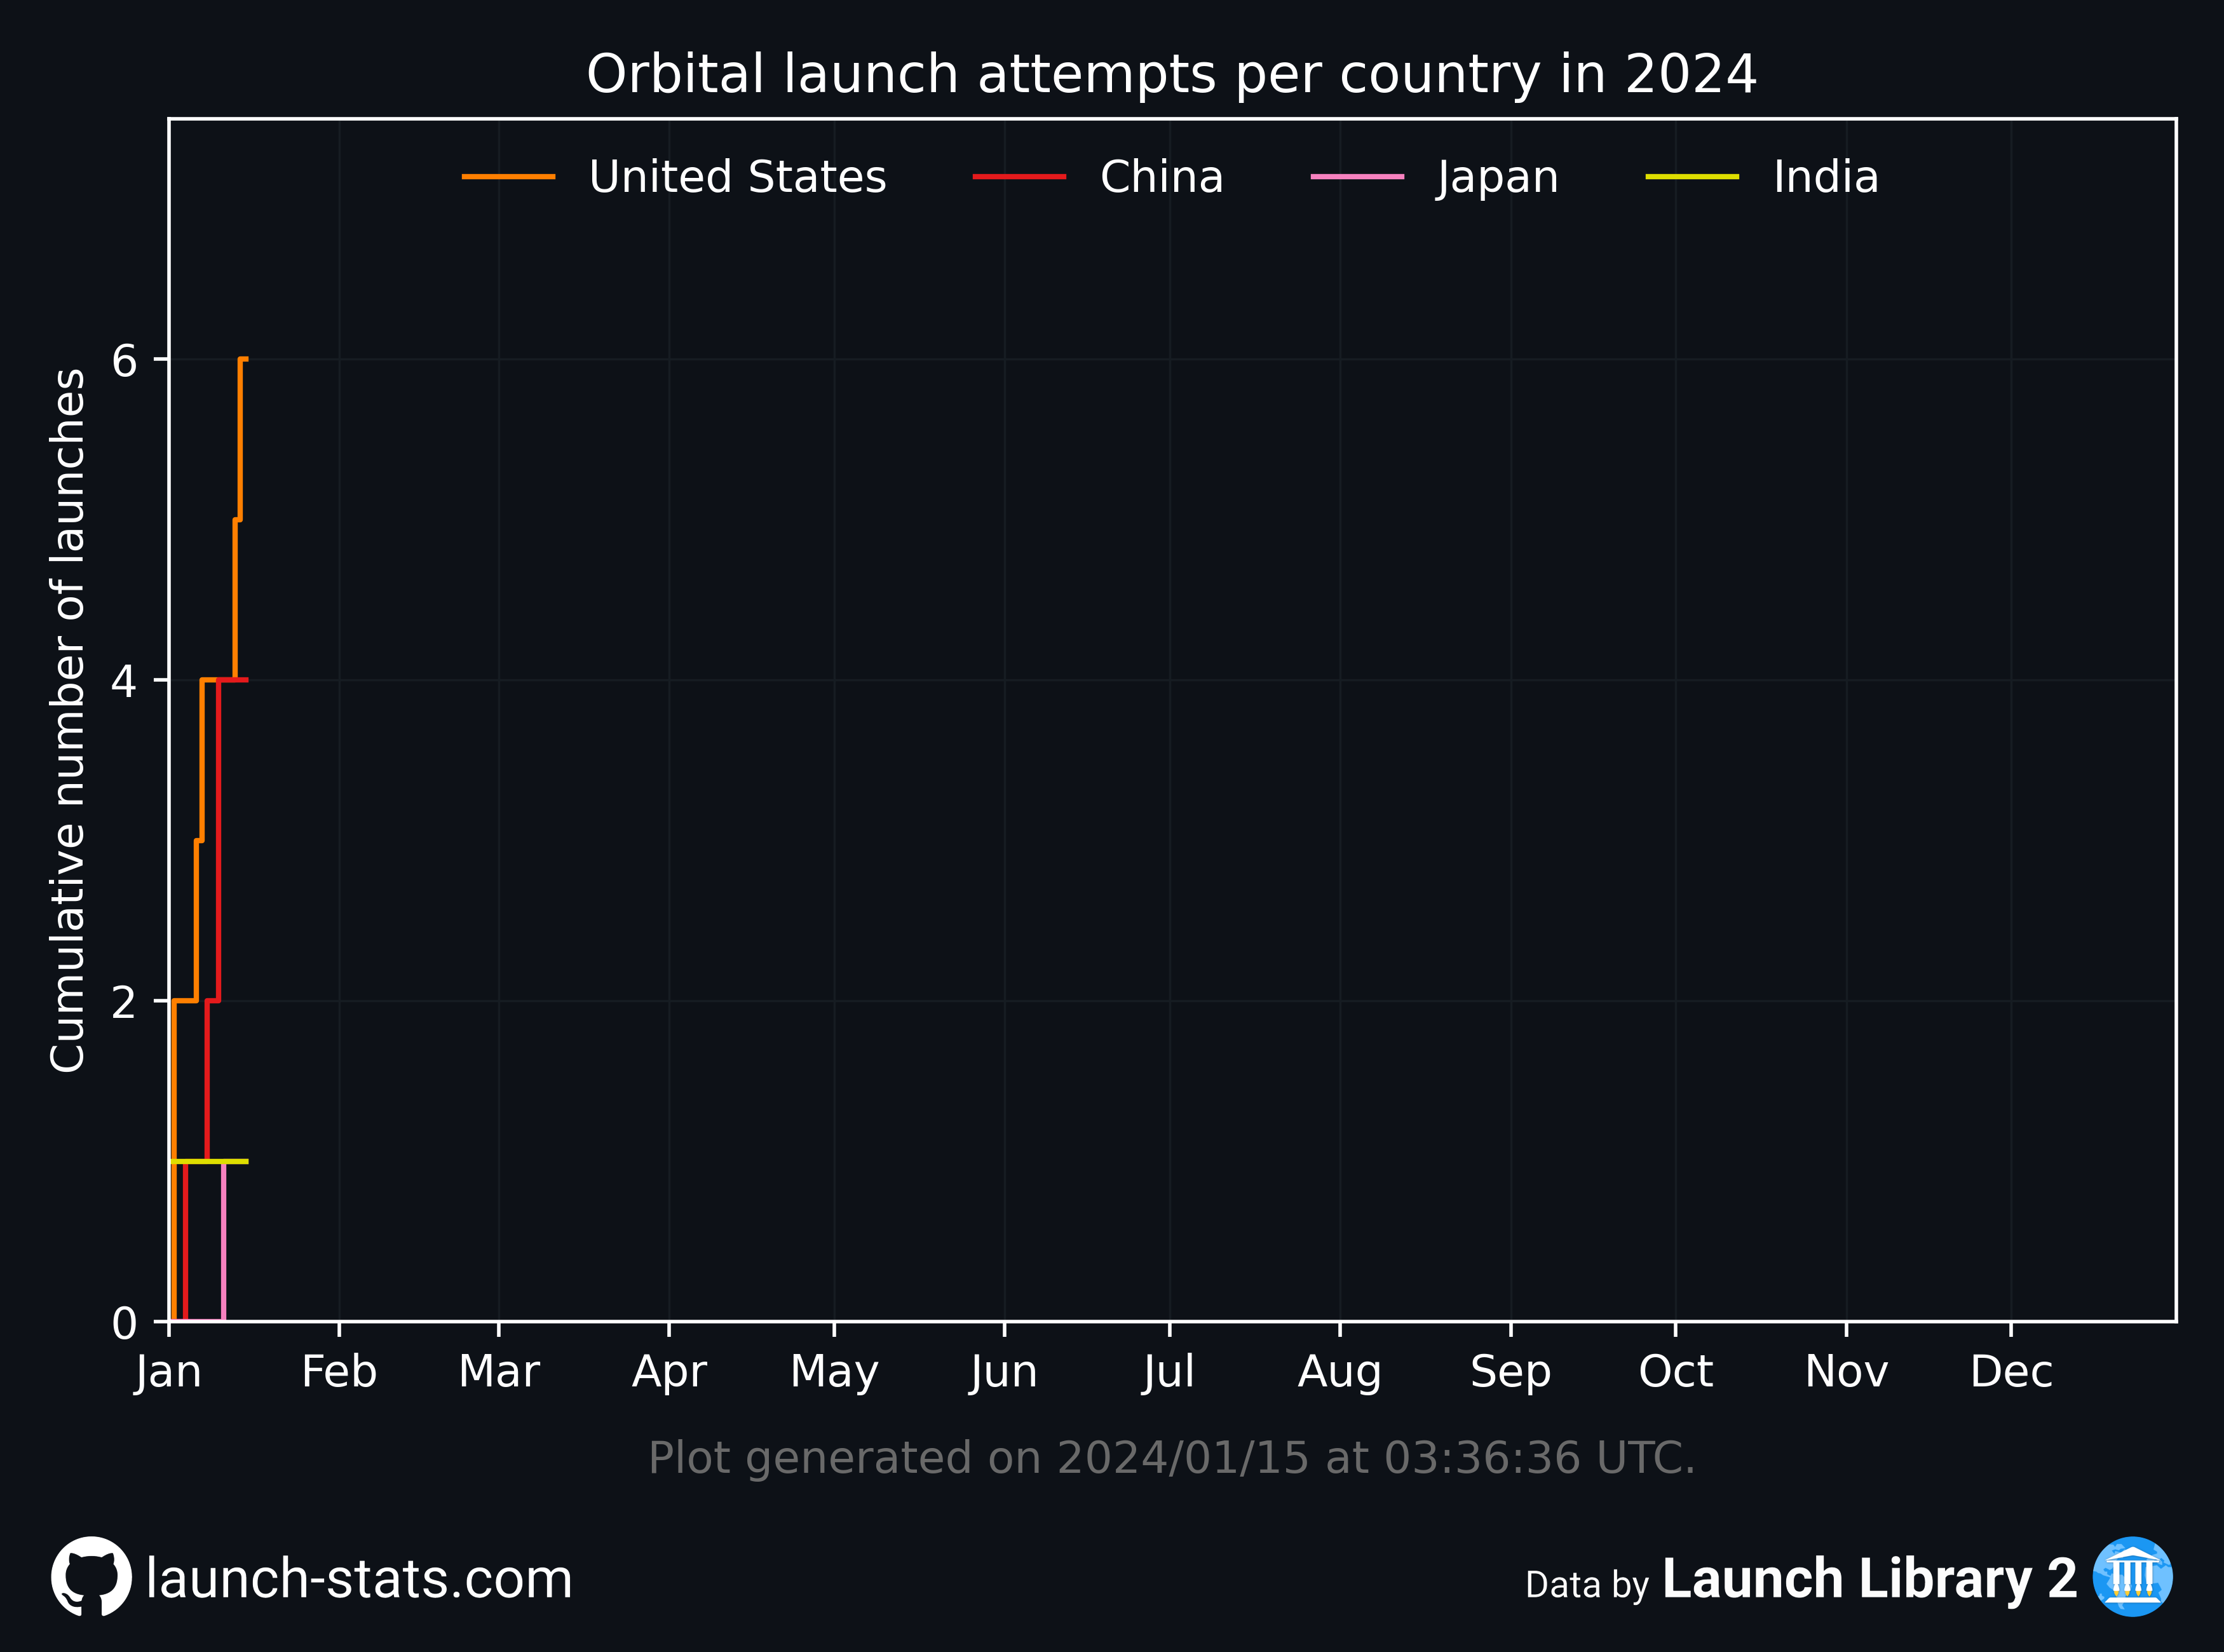 Orbital launch attempts per country in 2024
United States China Japan India
Cumulative number of launches
6
4
2
0
Jan Feb Mar Apr May Jun Jul Aug Sep Oct Nov Dec
Plot generated on 2024/01/15 at 03:36:36 UTC.
launch-stats.com
Data by Launch Library 2